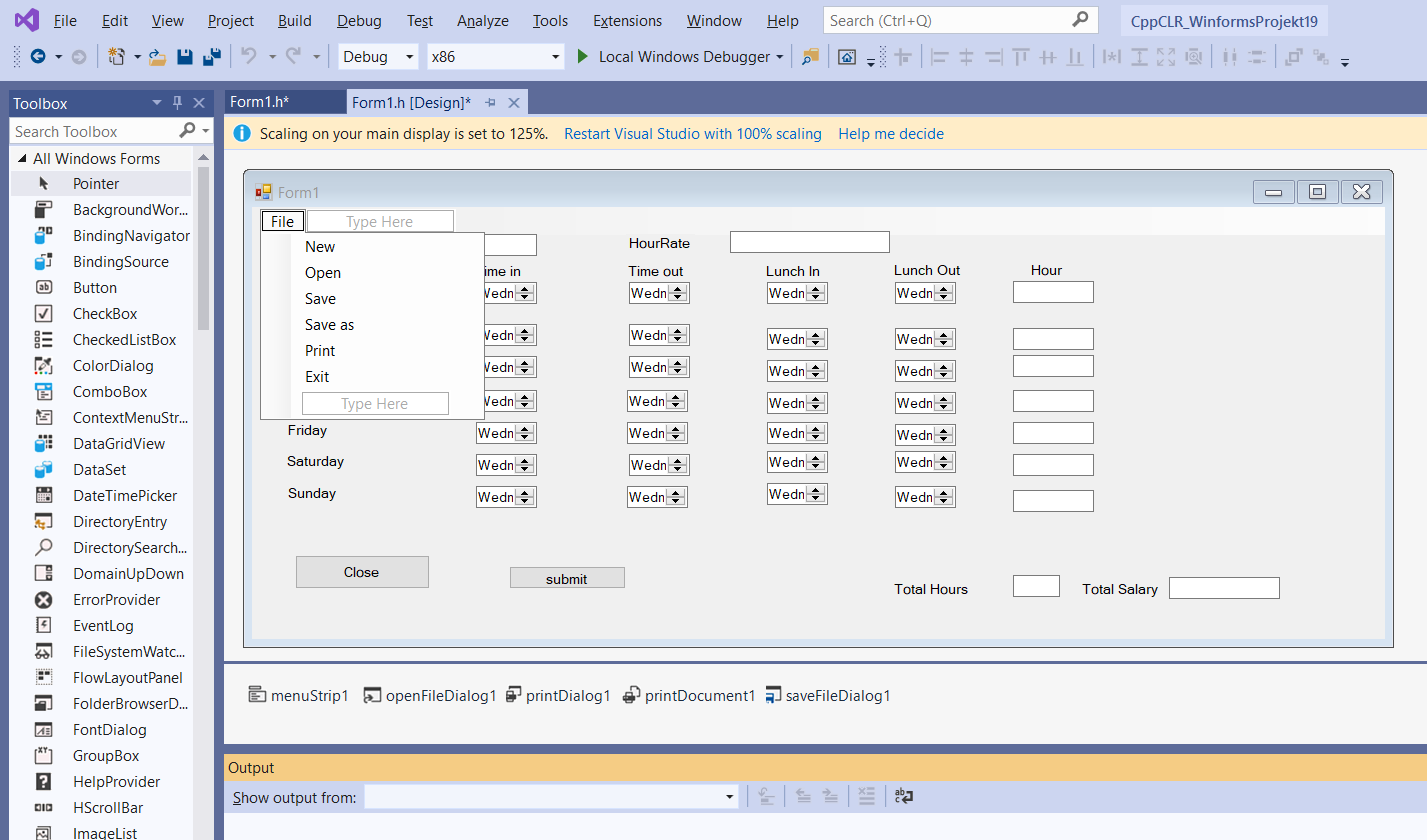 File Edit View Project Build Debug Test Analyze Tools Extensions Window Help Search (Ctrl+Q) CppCLR_WinformsProjekt19
Debug x86 Local Windows Debugger
Toolbox
Search Toolbox
All Windows Forms
Pointer
BackgroundWor...
BindingNavigator
BindingSource
Button
CheckBox
CheckedListBox
ColorDialog
ComboBox
ContextMenuStr...
DataGridView
DataSet
DateTimePicker
DirectoryEntry
DirectorySearch...
DomainUpDown
ErrorProvider
EventLog
FileSystemWatc...
FlowLayoutPanel
FolderBrowserD...
FontDialog
GroupBox
HelpProvider
HScrollBar
ImageList
Form1.h* Form1.h [Design]*
Scaling on your main display is set to 125%. Restart Visual Studio with 100% scaling Help me decide
Form1
File Type Here
New
Open
Save
Save as
Print
Exit
Type Here
HourRate
ime in Time out Lunch In Lunch Out Hour
Wedn Wedn Wedn Wedn
Wedn Wedn Wedn Wedn
Wedn Wedn Wedn Wedn
Wedn Wedn Wedn Wedn
Friday Wedn Wedn Wedn Wedn
Saturday Wedn Wedn Wedn Wedn
Sunday Wedn Wedn Wedn Wedn
Close submit
Total Hours Total Salary
menuStrip1 openFileDialog1 printDialog1 printDocument1 saveFileDialog1
Output
Show output from: